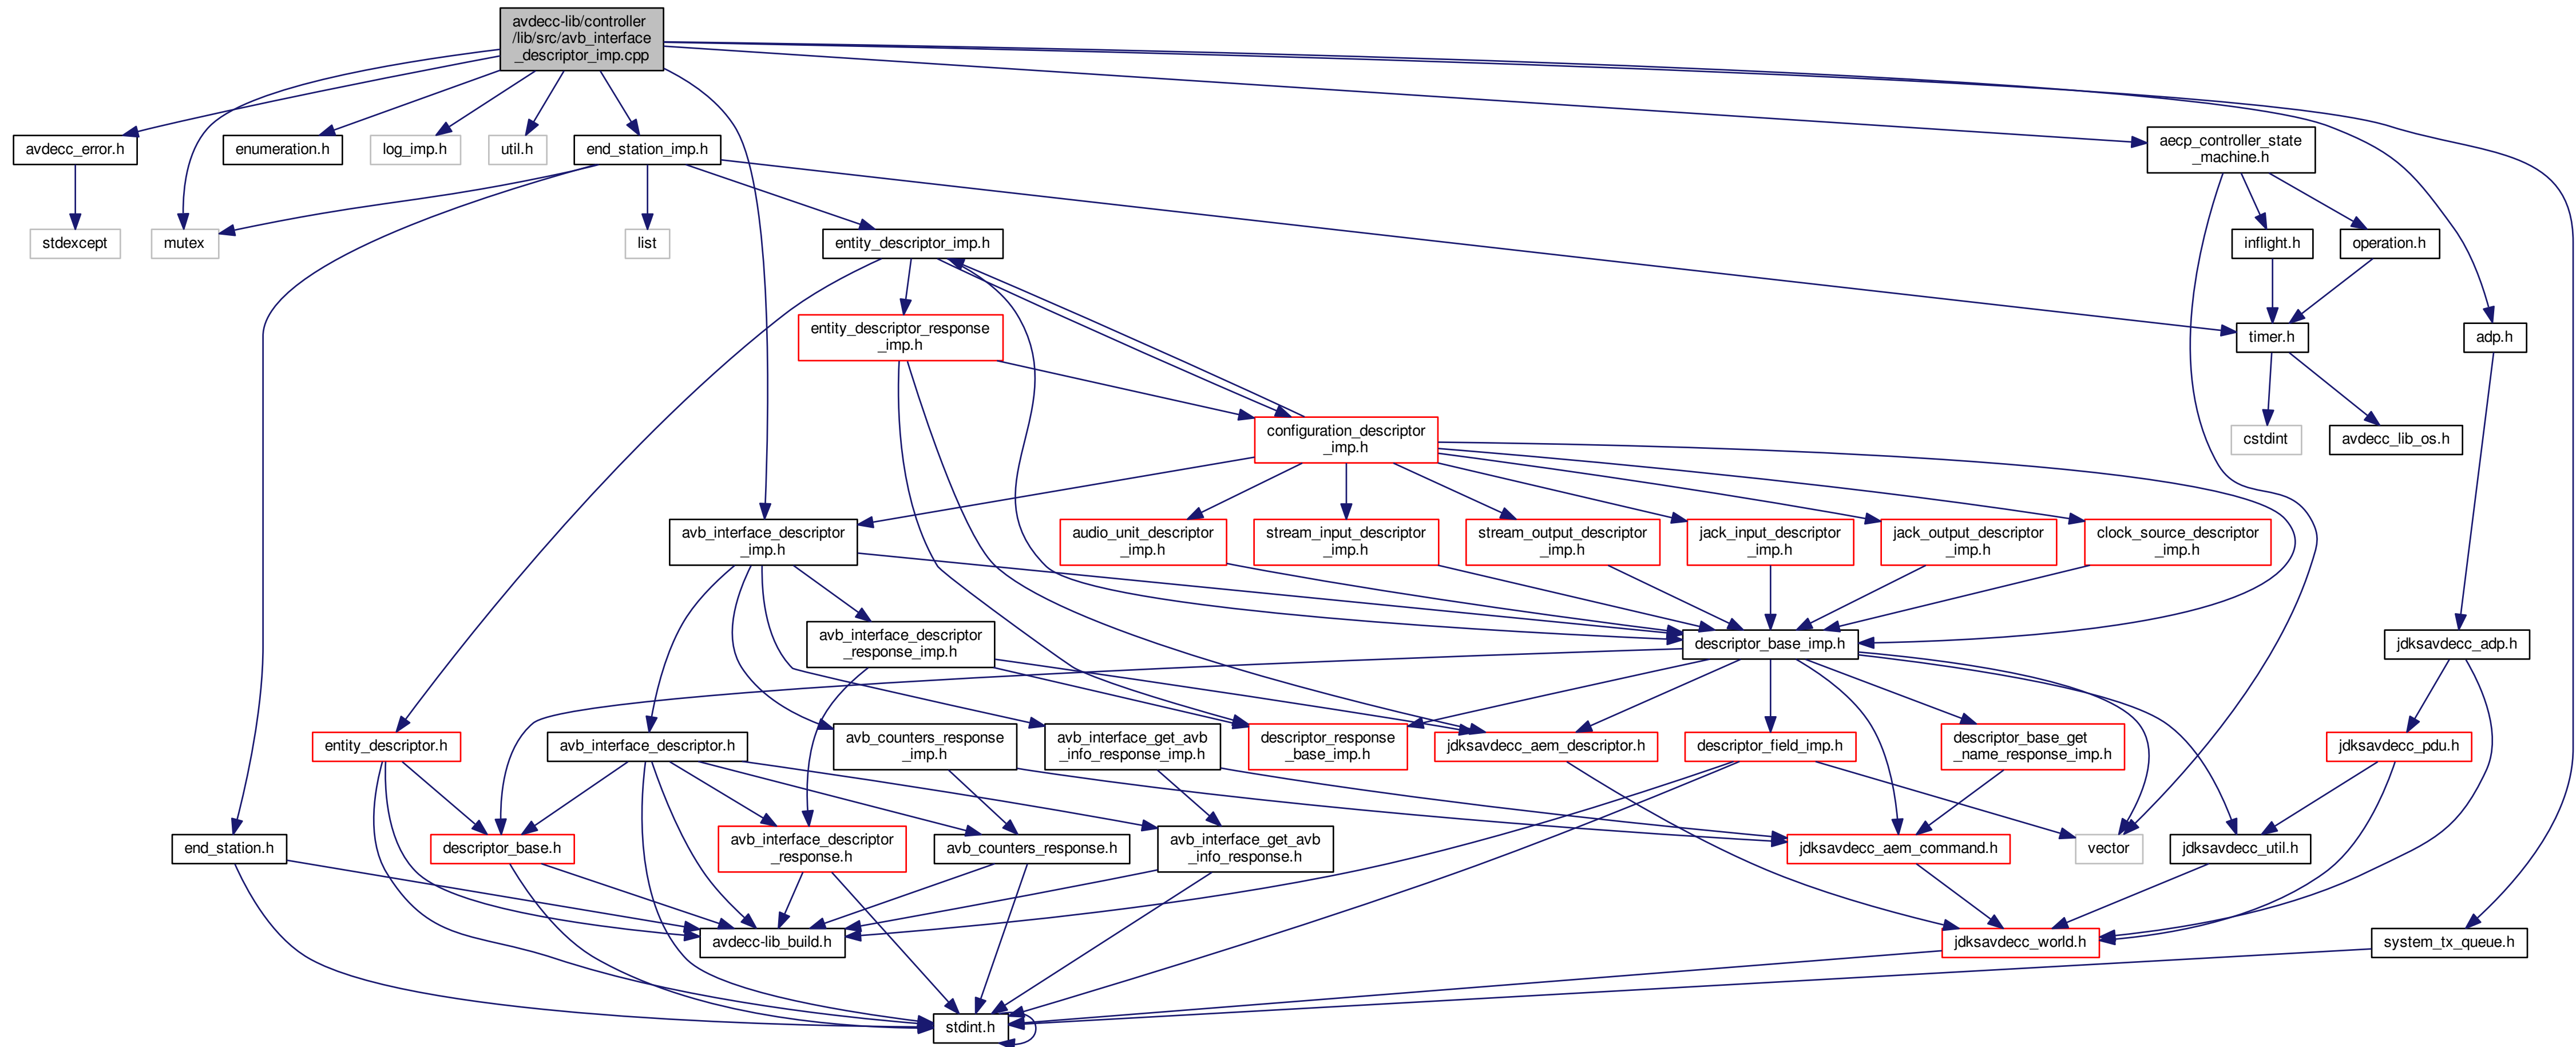 avdecc-lib/controller
/lib/src/avb_interface
_descriptor_imp.cpp
avdecc_error.h
enumeration.h
log_imp.h
util.h
end_station_imp.h
aecp_controller_state
_machine.h
stdexcept
mutex
list
entity_descriptor_imp.h
inflight.h
operation.h
entity_descriptor_response
_imp.h
timer.h
adp.h
configuration_descriptor
_imp.h
cstdint
avdecc_lib_os.h
avb_interface_descriptor
_imp.h
audio_unit_descriptor
_imp.h
stream_input_descriptor
_imp.h
stream_output_descriptor
_imp.h
jack_input_descriptor
_imp.h
jack_output_descriptor
_imp.h
clock_source_descriptor
_imp.h
avb_interface_descriptor
_response_imp.h
descriptor_base_imp.h
jdksavdecc_adp.h
entity_descriptor.h
avb_interface_descriptor.h
avb_counters_response
_imp.h
avb_interface_get_avb
_info_response_imp.h
descriptor_response
_base_imp.h
jdksavdecc_aem_descriptor.h
descriptor_field_imp.h
descriptor_base_get
_name_response_imp.h
jdksavdecc_pdu.h
end_station.h
descriptor_base.h
avb_interface_descriptor
_response.h
avb_counters_response.h
avb_interface_get_avb
_info_response.h
jdksavdecc_aem_command.h
vector
jdksavdecc_util.h
avdecc-lib_build.h
jdksavdecc_world.h
system_tx_queue.h
stdint.h